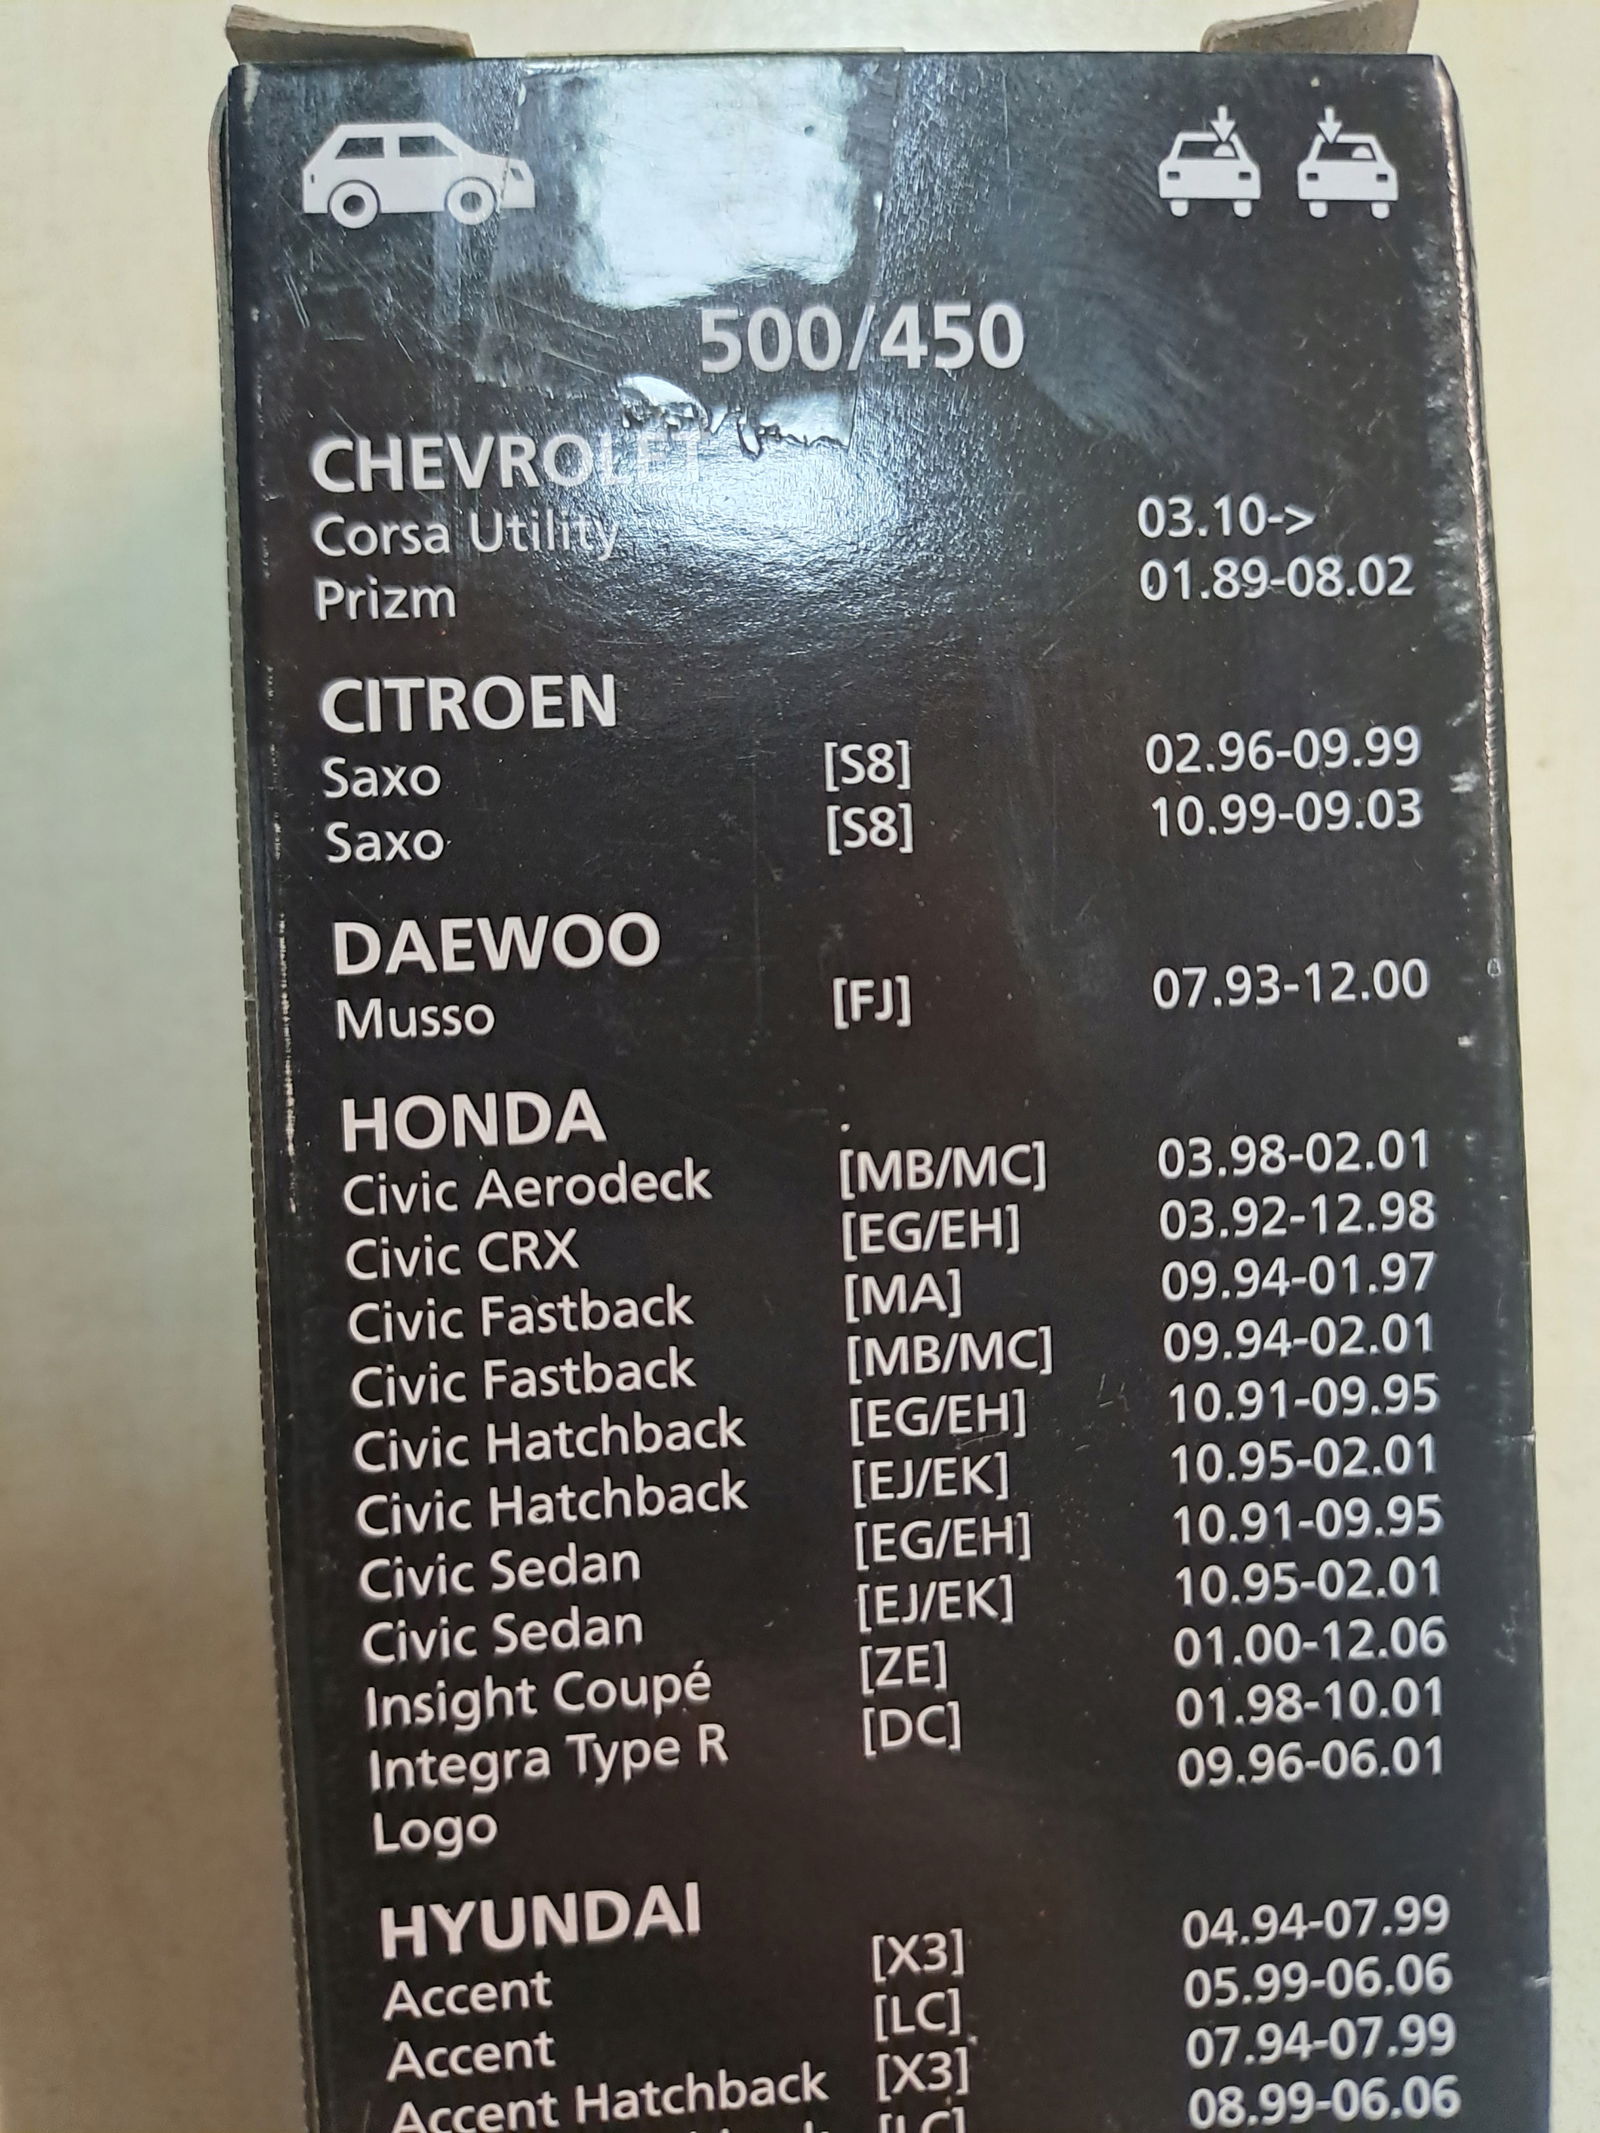 500/450
CHEVROLET
Corsa Utility 03.10->
Prizm 01.89-08.02
CITROEN
Saxo [S8] 02.96-09.99
Saxo [S8] 10.99-09.03
DAEWOO
Musso [FJ] 07.93-12.00
HONDA
Civic Aerodeck [MB/MC] 03.98-02.01
Civic CRX [EG/EH] 03.92-12.98
Civic Fastback [MA] 09.94-01.97
Civic Fastback [MB/MC] 09.94-02.01
Civic Hatchback [EG/EH] 10.91-09.95
Civic Hatchback [EJ/EK] 10.95-02.01
Civic Sedan [EG/EH] 10.91-09.95
Civic Sedan [EJ/EK] 10.95-02.01
Insight Coupé [ZE] 01.00-12.06
Integra Type R [DC] 01.98-10.01
Logo 09.96-06.01
HYUNDAI
Accent [X3] 04.94-07.99
Accent [LC] 05.99-06.06
Accent Hatchback [X3] 07.94-07.99
[LC] 08.99-06.06